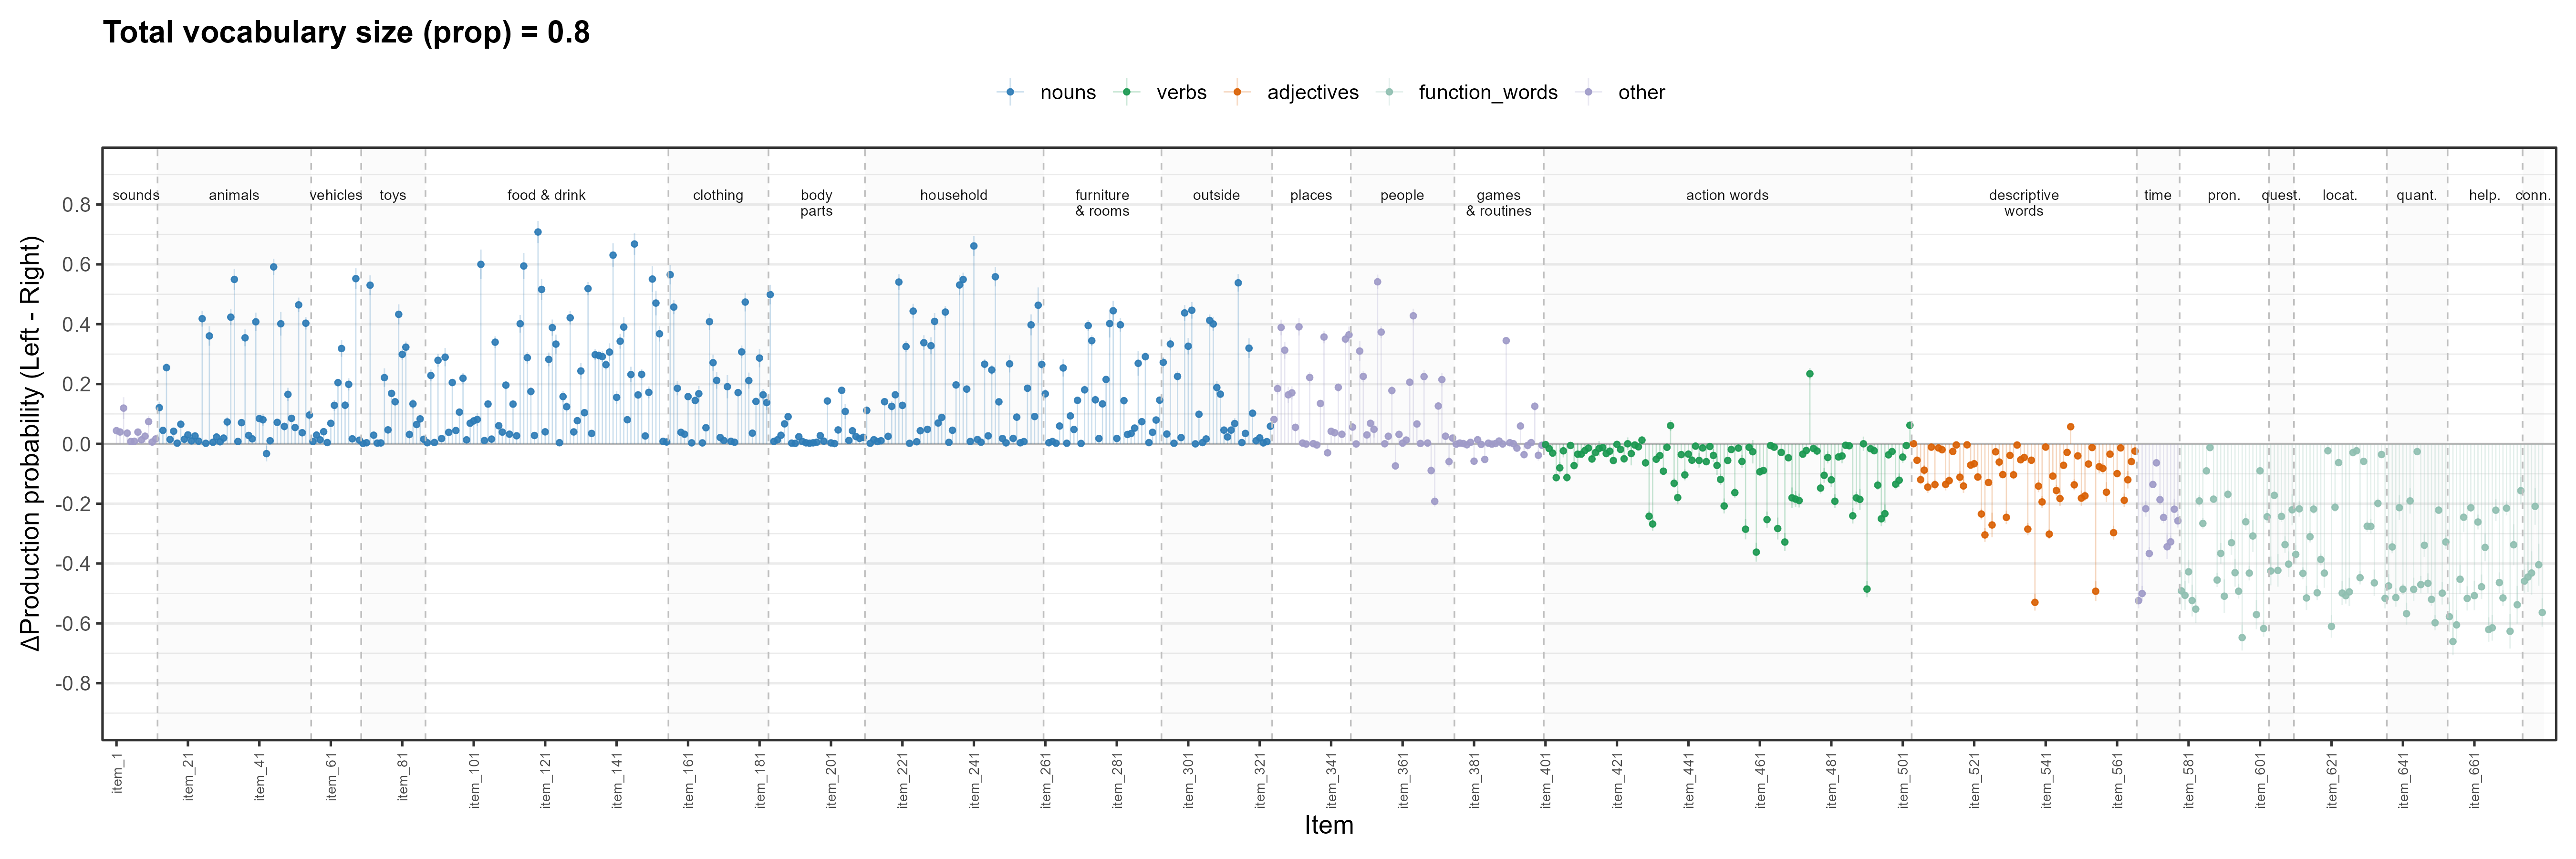 Total vocabulary size (prop) = 0.8
nouns verbs adjectives function_words other
sounds animals vehicles toys food & drink clothing body parts household furniture & rooms outside places people games & routines action words descriptive words time pron. quest. locat. quant. help. conn.
ΔProduction probability (Left - Right)
0.8
0.6
0.4
0.2
0.0
-0.2
-0.4
-0.6
-0.8
item_1 item_21 item_41 item_61 item_81 item_101 item_121 item_141 item_161 item_181 item_201 item_221 item_241 item_261 item_281 item_301 item_321 item_341 item_361 item_381 item_401 item_421 item_441 item_461 item_481 item_501 item_521 item_541 item_561 item_581 item_601 item_621 item_641 item_661
Item